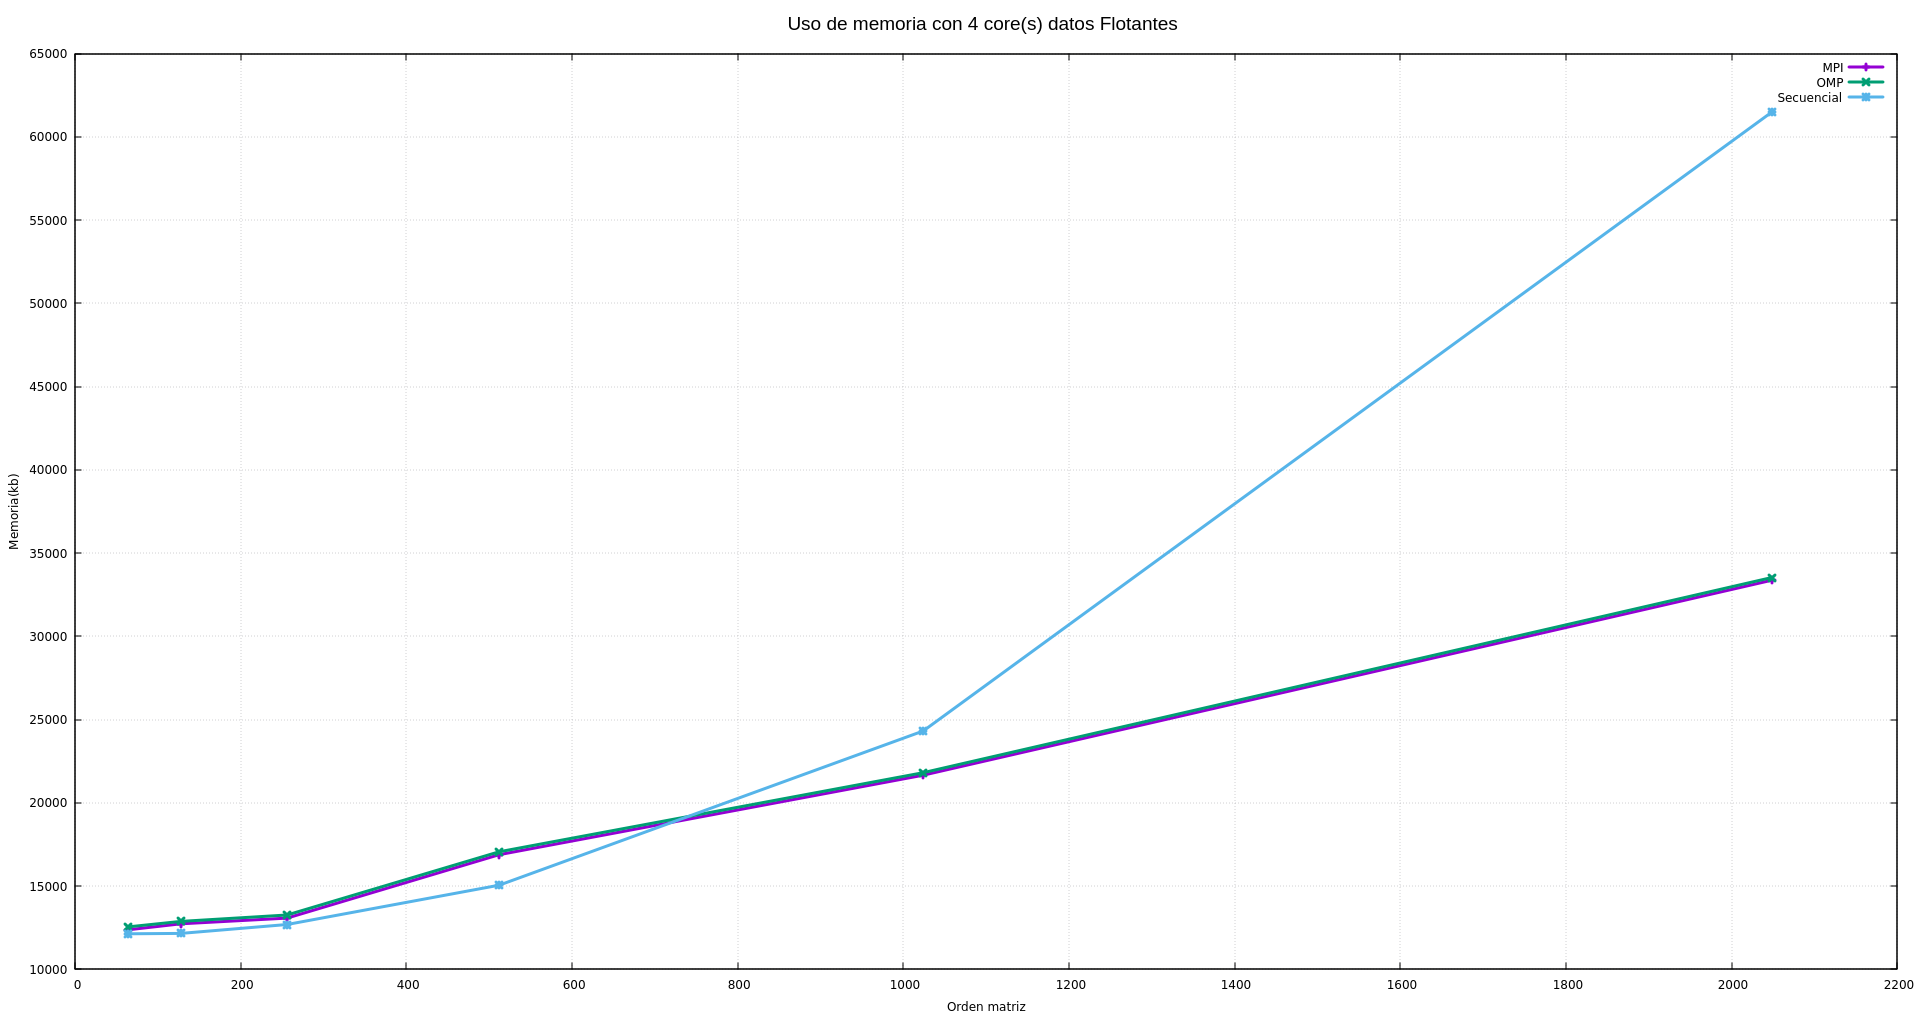 Uso de memoria con 4 core(s) datos Flotantes
65000
60000
55000
50000
45000
40000
35000
30000
25000
20000
15000
10000
Memoria(kb)
MPI
OMP
Secuencial
0 200 400 600 800 1000 1200 1400 1600 1800 2000 2200
Orden matriz